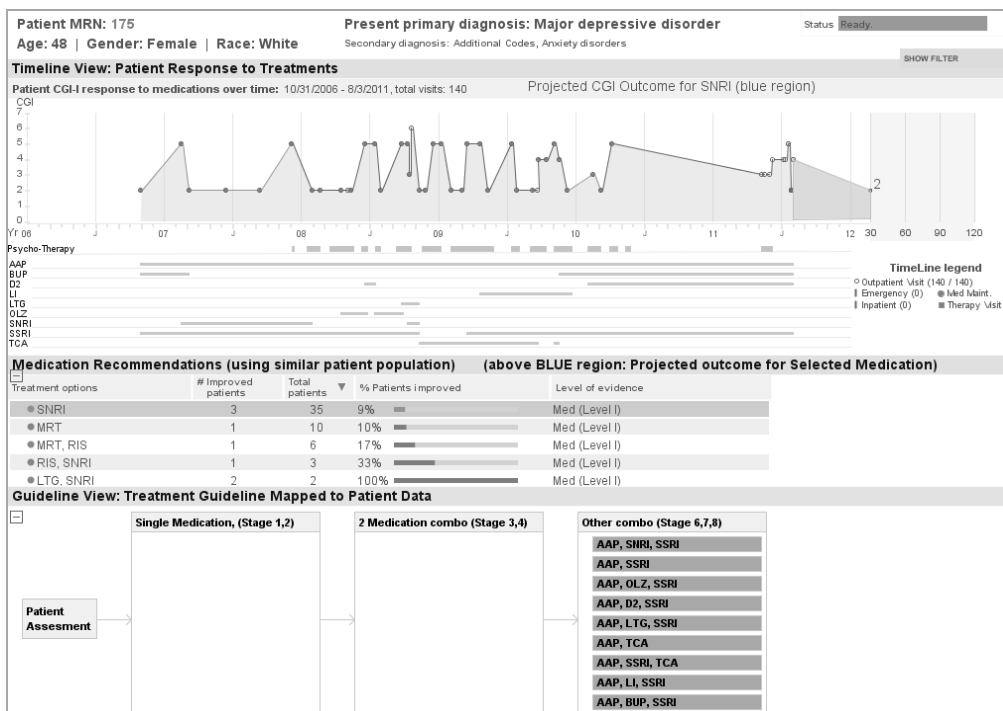 Patient MRN: 175
Present primary diagnosis: Major depressive disorder
Status Ready.
Age: 48 | Gender: Female | Race: White
Secondary diagnosis: Additional Codes, Anxiety disorders
SHOW FILTER
Timeline View: Patient Response to Treatments
Patient CGI-I response to medications over time: 10/31/2006 - 8/3/2011, total visits: 140
Projected CGI Outcome for SNRI (blue region)
CGI
7
6
5
4
3
2
1
0
2
Yr 06 J 07 J 08 J 09 J 10 J 11 J 12 30 60 90 120
Psycho-Therapy
AAP
BUP
D2
LI
LTG
OLZ
SNRI
SSRI
TCA
TimeLine legend
Outpatient Visit (140 / 140)
Emergency (0) Med Maint.
Inpatient (0) Therapy Visit
Medication Recommendations (using similar patient population) (above BLUE region: Projected outcome for Selected Medication)
Treatment options # Improved patients Total patients ▼ % Patients improved Level of evidence
SNRI 3 35 9% Med (Level I)
MRT 1 10 10% Med (Level I)
MRT, RIS 1 6 17% Med (Level I)
RIS, SNRI 1 3 33% Med (Level I)
LTG, SNRI 2 2 100% Med (Level I)
Guideline View: Treatment Guideline Mapped to Patient Data
Single Medication, (Stage 1,2)
2 Medication combo (Stage 3,4)
Other combo (Stage 6,7,8)
Patient
Assesment
AAP, SNRI, SSRI
AAP, SSRI
AAP, OLZ, SSRI
AAP, D2, SSRI
AAP, LTG, SSRI
AAP, TCA
AAP, SSRI, TCA
AAP, LI, SSRI
AAP, BUP, SSRI